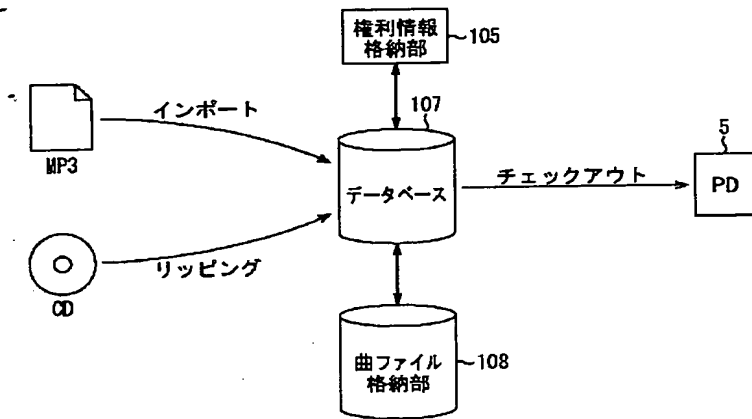 権利情報
格納部
105
インポート
MP3
107
データベース
5
チェックアウト
PD
リッピング
CD
曲ファイル
格納部
108